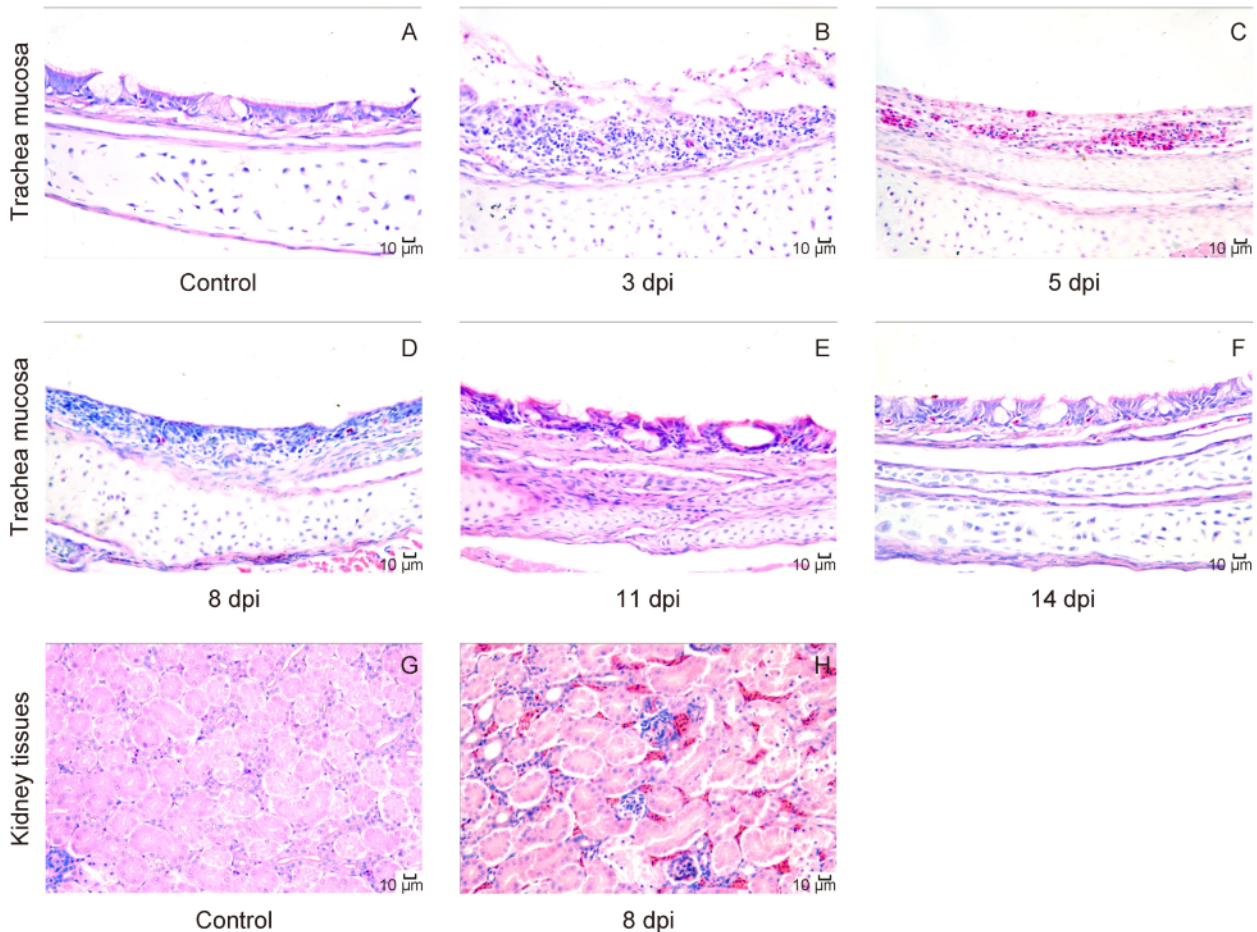 Trachea mucosa
A
10 µm
Control
B
10 µm
3 dpi
C
10 µm
5 dpi
Trachea mucosa
D
10 µm
8 dpi
E
10 µm
11 dpi
F
10 µm
14 dpi
Kidney tissues
G
10 µm
Control
H
10 µm
8 dpi